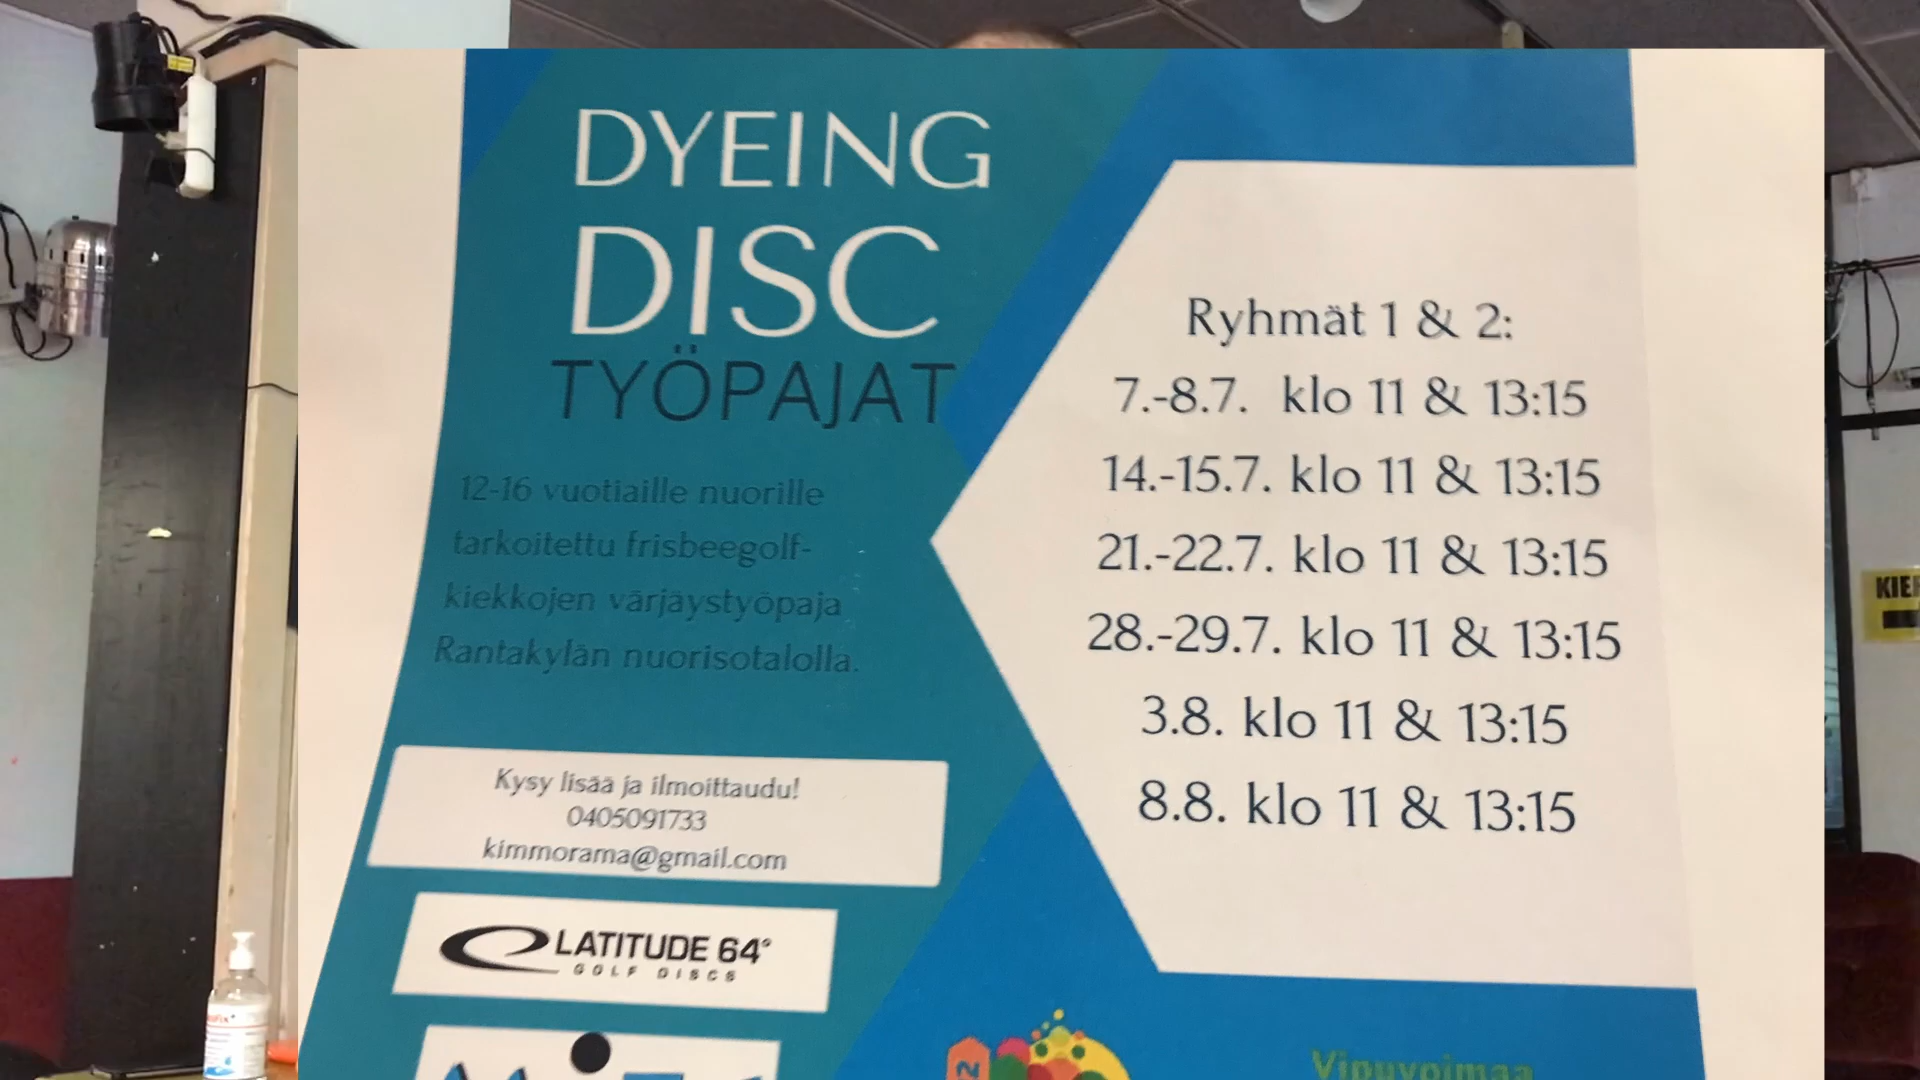 DYEING
DISC
TYÖPAJAT
12-16 vuotiaille nuorille
tarkoitettu frisbeegolf-
kiekkojen värjäystyöpaja
Rantakylän nuorisotalolla.
Kysy lisää ja ilmoittaudu!
0405091733
kimmorama@gmail.com
LATITUDE 64°
GOLF DISCS
Ryhmät 1 & 2:
7.-8.7. klo 11 & 13:15
14.-15.7. klo 11 & 13:15
21.-22.7. klo 11 & 13:15
28.-29.7. klo 11 & 13:15
3.8. klo 11 & 13:15
8.8. klo 11 & 13:15
Vipuvoimaa